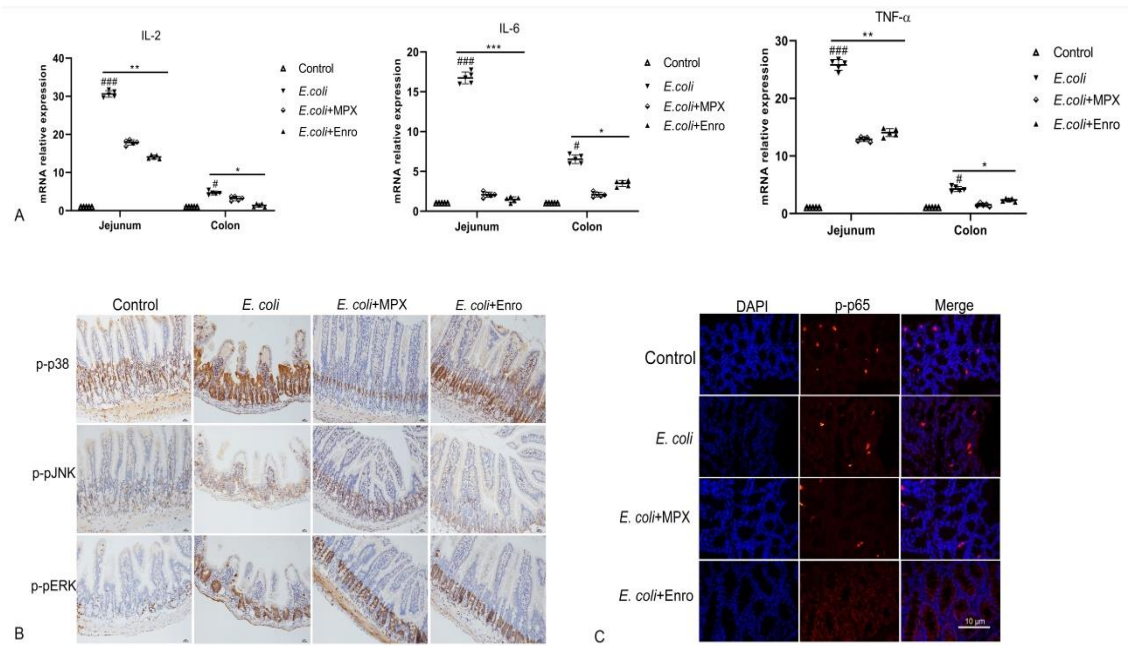 IL-2
mRNA relative expression
40
30
20
10
0
###
**
#
*
Jejunum
Colon
Control
E.coli
E.coli+MPX
E.coli+Enro
A
IL-6
mRNA relative expression
20
15
10
5
0
###
***
#
*
Jejunum
Colon
Control
E.coli
E.coli+MPX
E.coli+Enro
TNF-α
mRNA relative expression
30
20
10
0
###
**
#
*
Jejunum
Colon
Control
E.coli
E.coli+MPX
E.coli+Enro
Control E. coli E. coli+MPX E. coli+Enro
p-p38
p-pJNK
p-pERK
B
DAPI p-p65 Merge
Control
E. coli
E. coli+MPX
E. coli+Enro
10 μm
C